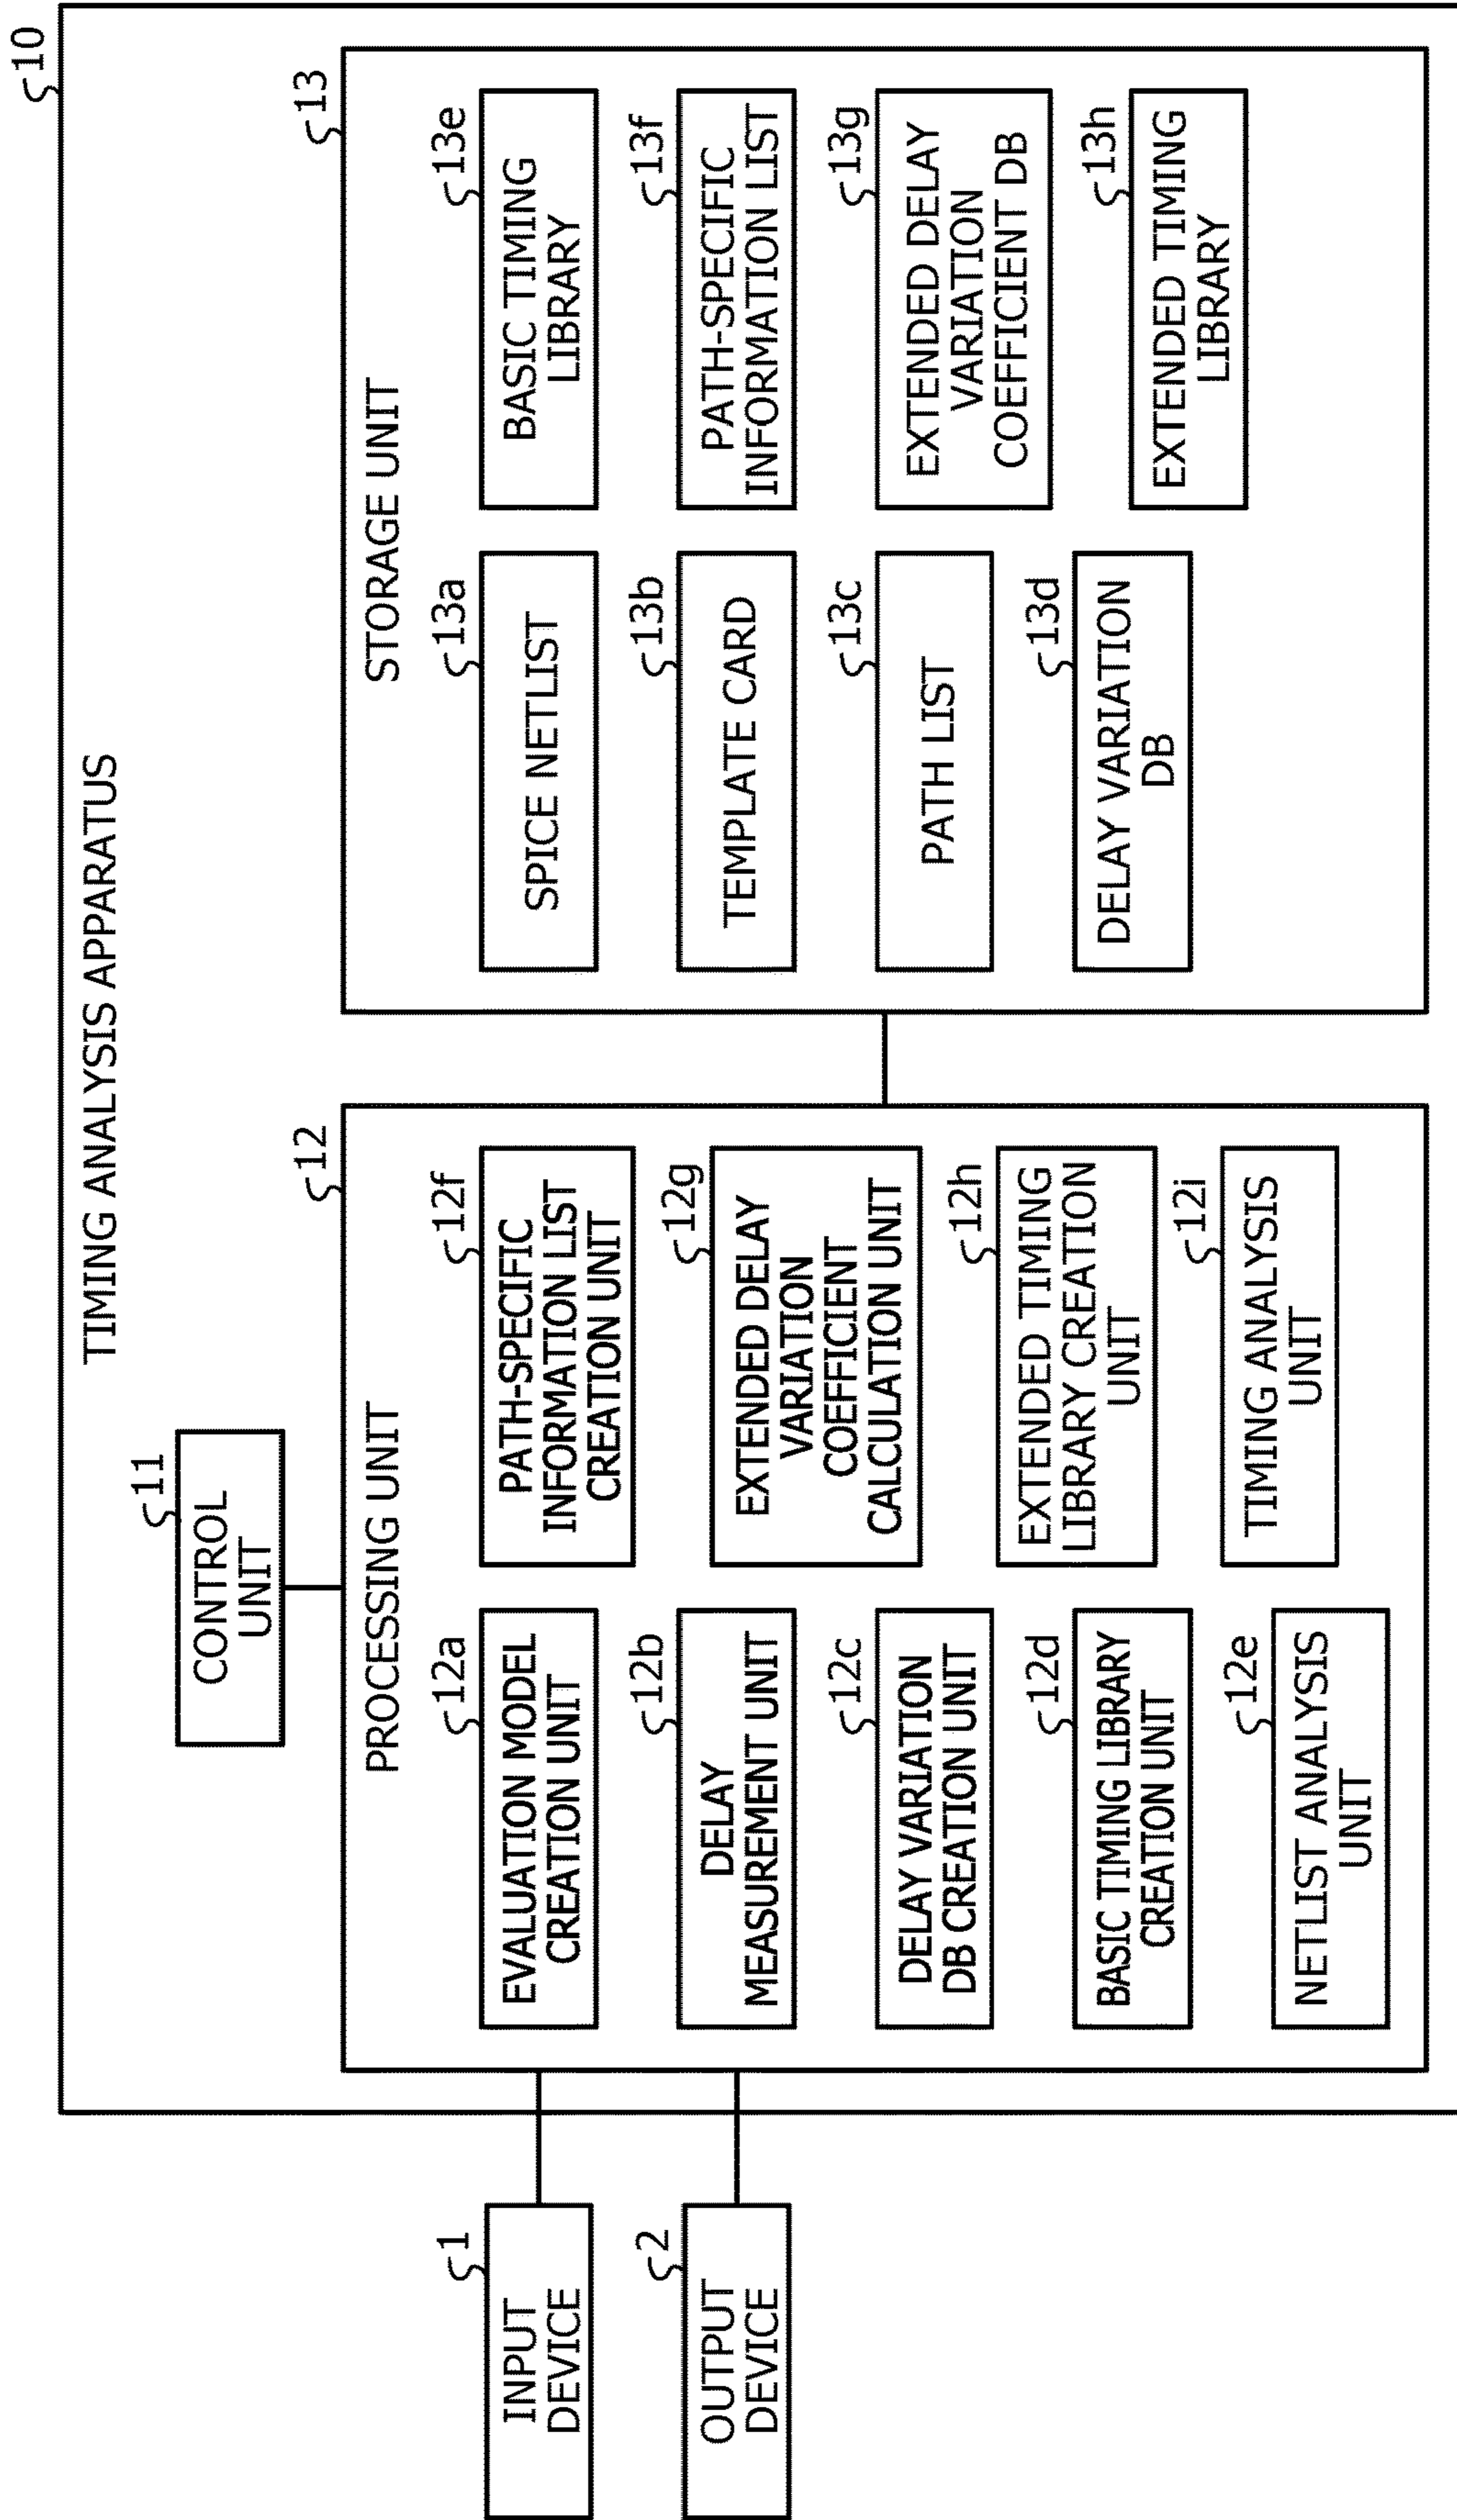 TIMING ANALYSIS APPARATUS
10
11
CONTROL
UNIT
1
INPUT
DEVICE
2
OUTPUT
DEVICE
12
PROCESSING UNIT
12a
EVALUATION MODEL
CREATION UNIT
12b
DELAY
MEASUREMENT UNIT
12c
DELAY VARIATION
DB CREATION UNIT
12d
BASIC TIMING LIBRARY
CREATION UNIT
12e
NETLIST ANALYSIS
UNIT
12f
PATH-SPECIFIC
INFORMATION LIST
CREATION UNIT
12g
EXTENDED DELAY
VARIATION
COEFFICIENT
CALCULATION UNIT
12h
EXTENDED TIMING
LIBRARY CREATION
UNIT
12i
TIMING ANALYSIS
UNIT
13
STORAGE UNIT
13a
SPICE NETLIST
13b
TEMPLATE CARD
13c
PATH LIST
13d
DELAY VARIATION
DB
13e
BASIC TIMING
LIBRARY
13f
PATH-SPECIFIC
INFORMATION LIST
13g
EXTENDED DELAY
VARIATION
COEFFICIENT DB
13h
EXTENDED TIMING
LIBRARY